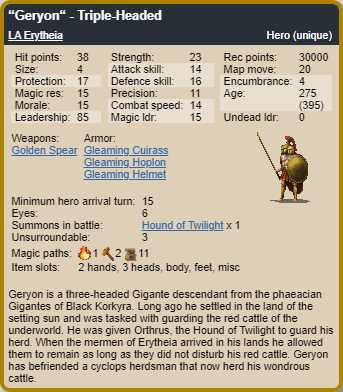 “Geryon“ - Triple-Headed
LA Erytheia Hero (unique)
Hit points: 38 Strength: 23 Rec points: 30000
Size: 4 Attack skill: 14 Map move: 20
Protection: 17 Defence skill: 16 Encumbrance: 4
Magic res: 15 Precision: 11 Age: 275
Morale: 15 Combat speed: 14 (395)
Leadership: 85 Magic ldr: 15 Undead ldr: 0
Weapons: Armor:
Golden Spear Gleaming Cuirass
Gleaming Hoplon
Gleaming Helmet
Minimum hero arrival turn: 15
Eyes: 6
Summons in battle: Hound of Twilight x 1
Unsurroundable: 3
Magic paths: 1 2 11
Item slots: 2 hands, 3 heads, body, feet, misc
Geryon is a three-headed Gigante descendant from the phaeacian
Gigantes of Black Korkyra. Long ago he settled in the land of the
setting sun and was tasked with guarding the red cattle of the
underworld. He was given Orthrus, the Hound of Twilight to guard his
herd. When the mermen of Erytheia arrived in his lands he allowed
them to remain as long as they did not disturb his red cattle. Geryon
has befriended a cyclops herdsman that now herd his wondrous
cattle.